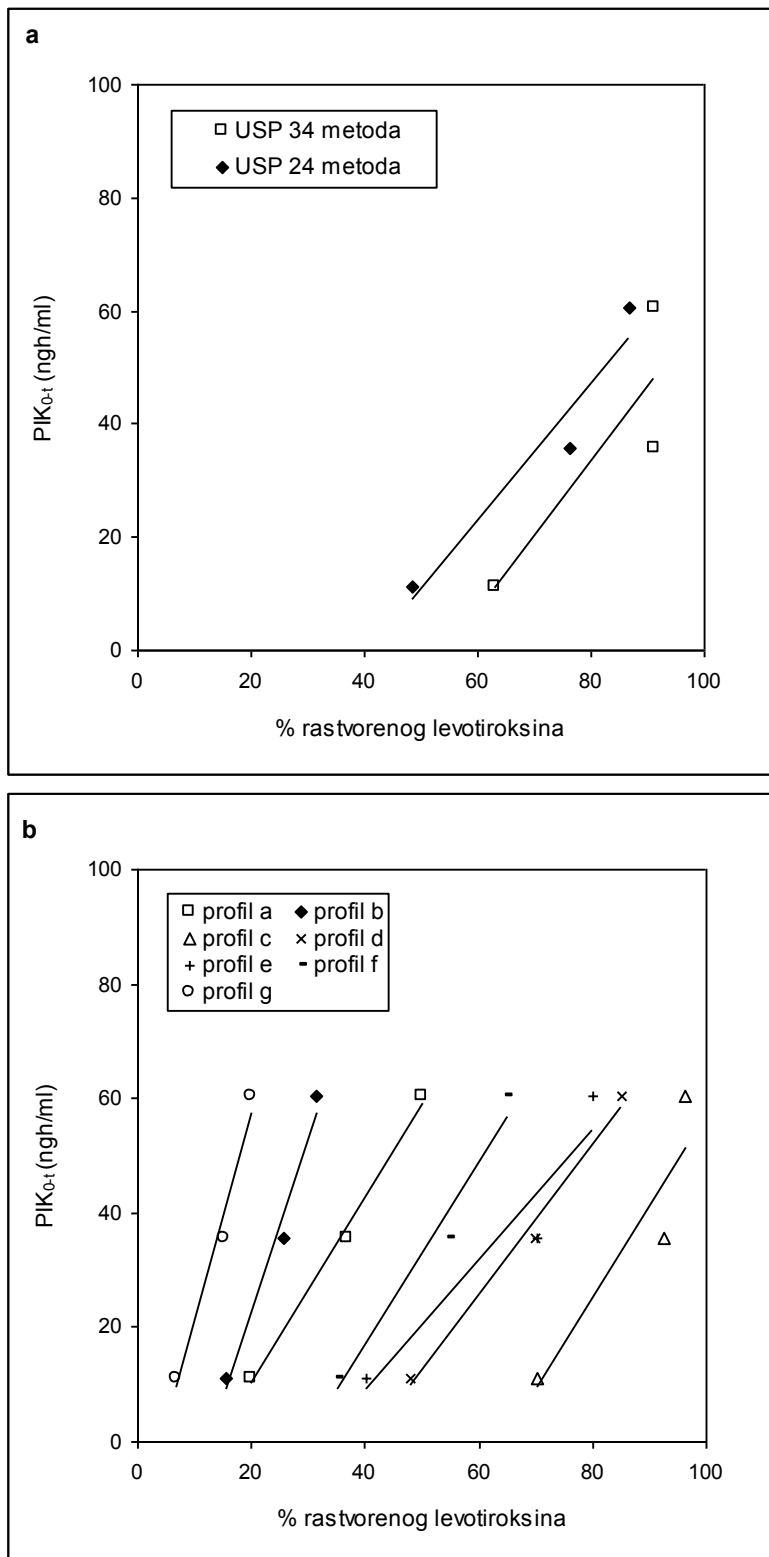 a
100
USP 34 metoda
USP 24 metoda
80
60
40
20
0
PIK0-t (ngh/ml)
0 20 40 60 80 100
% rastvorenog levotiroksina
b
100
profil a profil b
profil c profil d
profil e profil f
profil g
80
60
40
20
0
PIK0-t (ngh/ml)
0 20 40 60 80 100
% rastvorenog levotiroksina